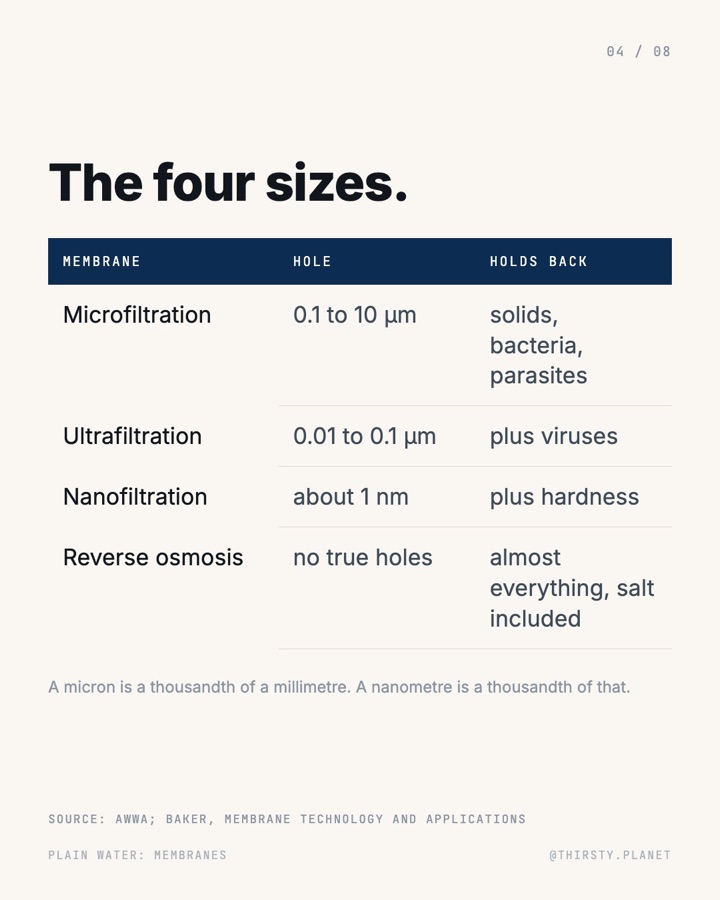 04 / 08
The four sizes.
MEMBRANE HOLE HOLDS BACK
Microfiltration 0.1 to 10 µm solids,
bacteria,
parasites
Ultrafiltration 0.01 to 0.1 µm plus viruses
Nanofiltration about 1 nm plus hardness
Reverse osmosis no true holes almost
everything, salt
included
A micron is a thousandth of a millimetre. A nanometre is a thousandth of that.
SOURCE: AWWA; BAKER, MEMBRANE TECHNOLOGY AND APPLICATIONS
PLAIN WATER: MEMBRANES @THIRSTY.PLANET